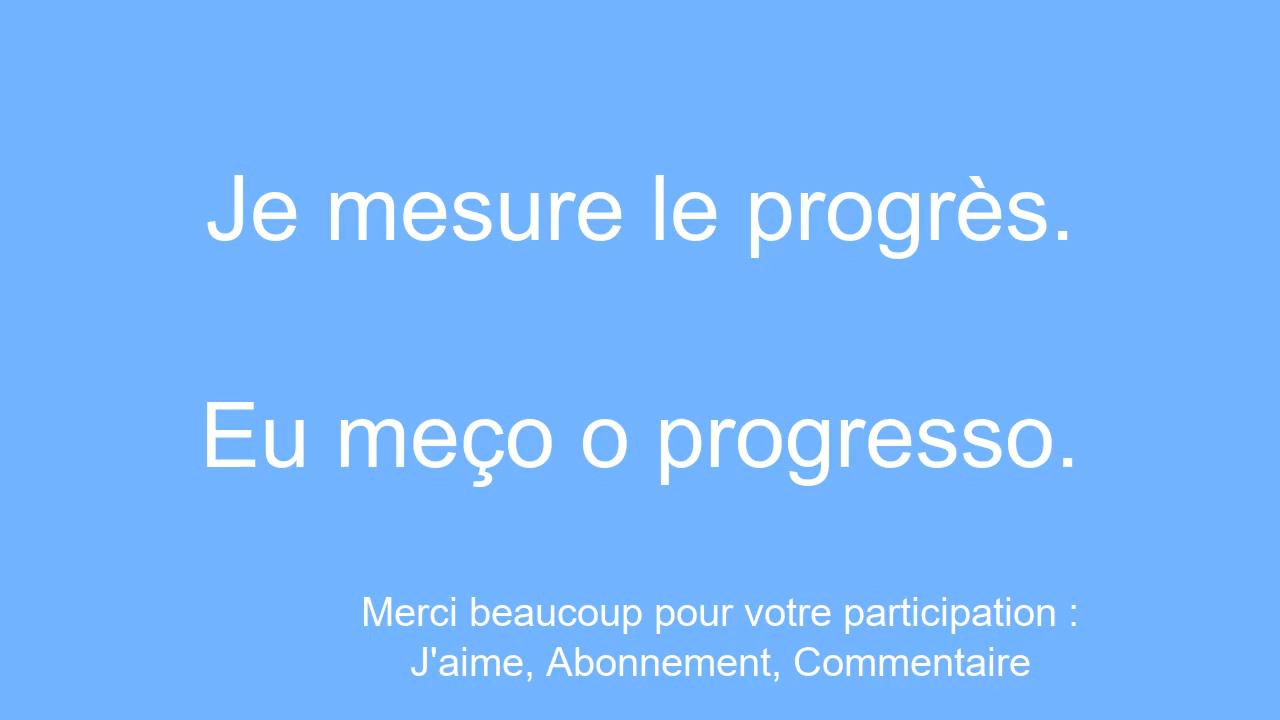 Je mesure le progrès.
Eu meço o progresso.
Merci beaucoup pour votre participation :
J'aime, Abonnement, Commentaire